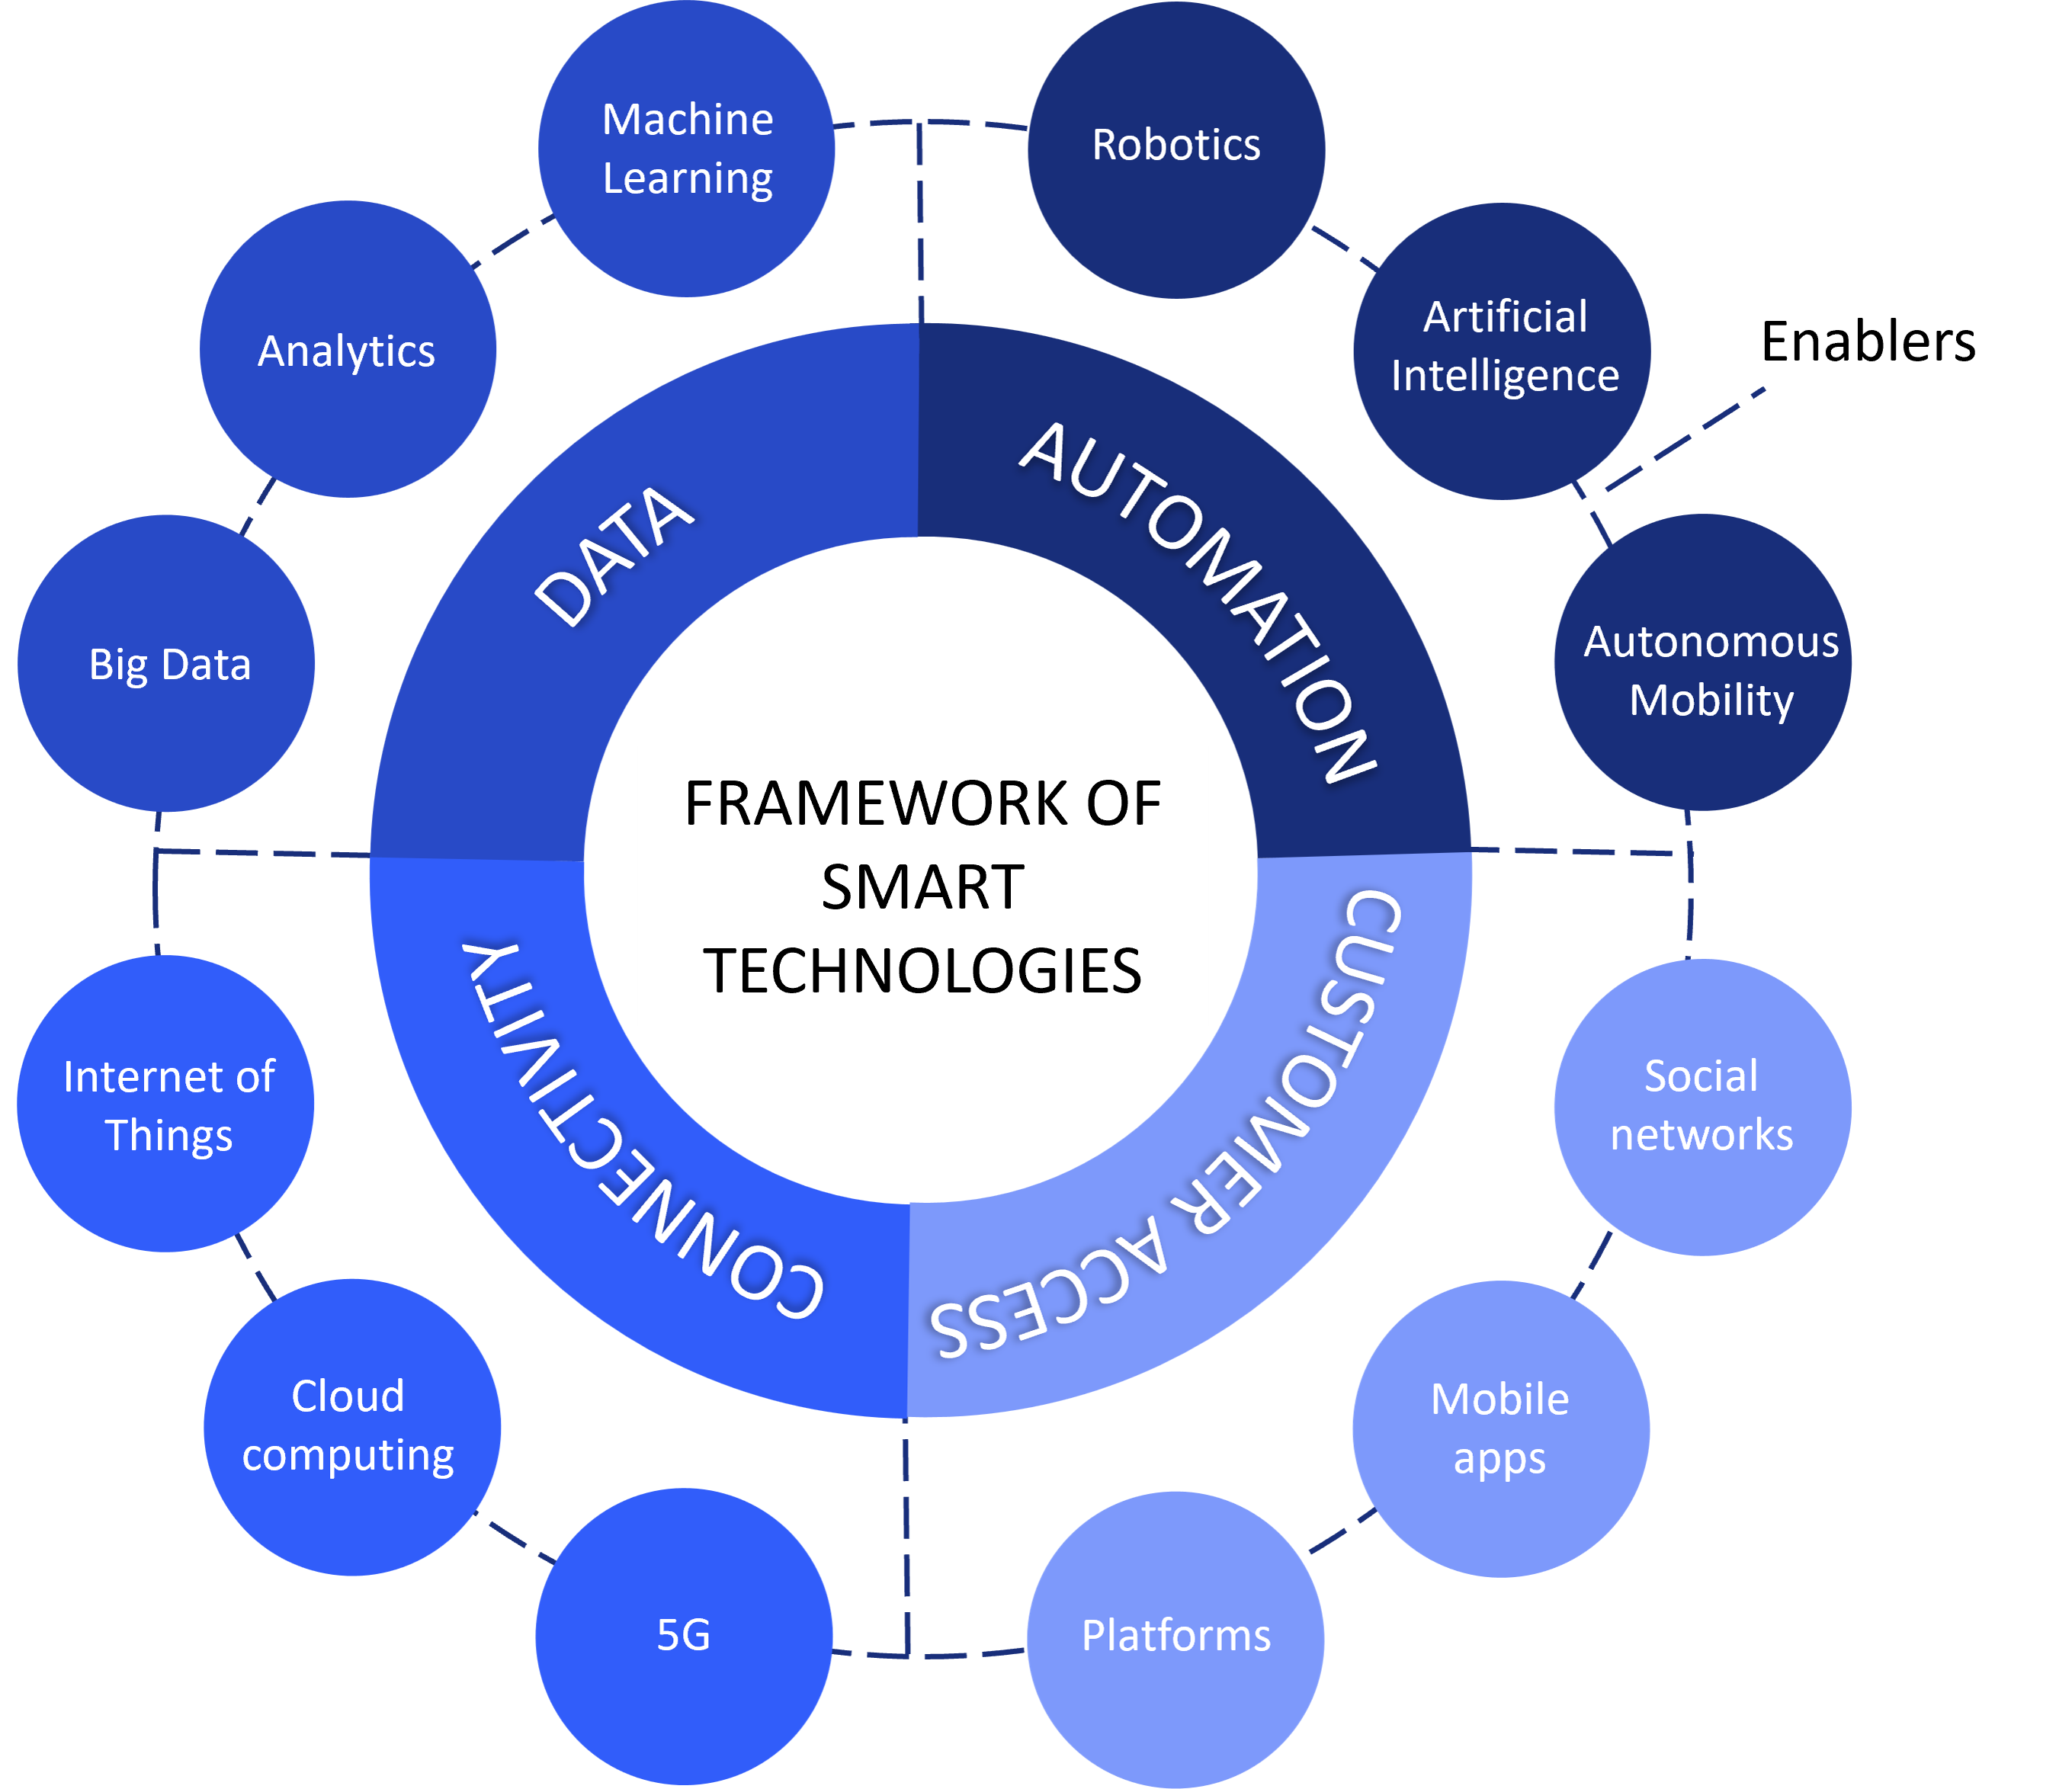 Machine
Learning
Robotics
Analytics
Artificial
Intelligence
Enablers
Big Data
Autonomous
Mobility
DATA
AUTOMATION
FRAMEWORK OF
SMART
TECHNOLOGIES
CONNECTIVITY
CUSTOMER ACCESS
Internet of
Things
Social
networks
Cloud
computing
Mobile
apps
5G
Platforms